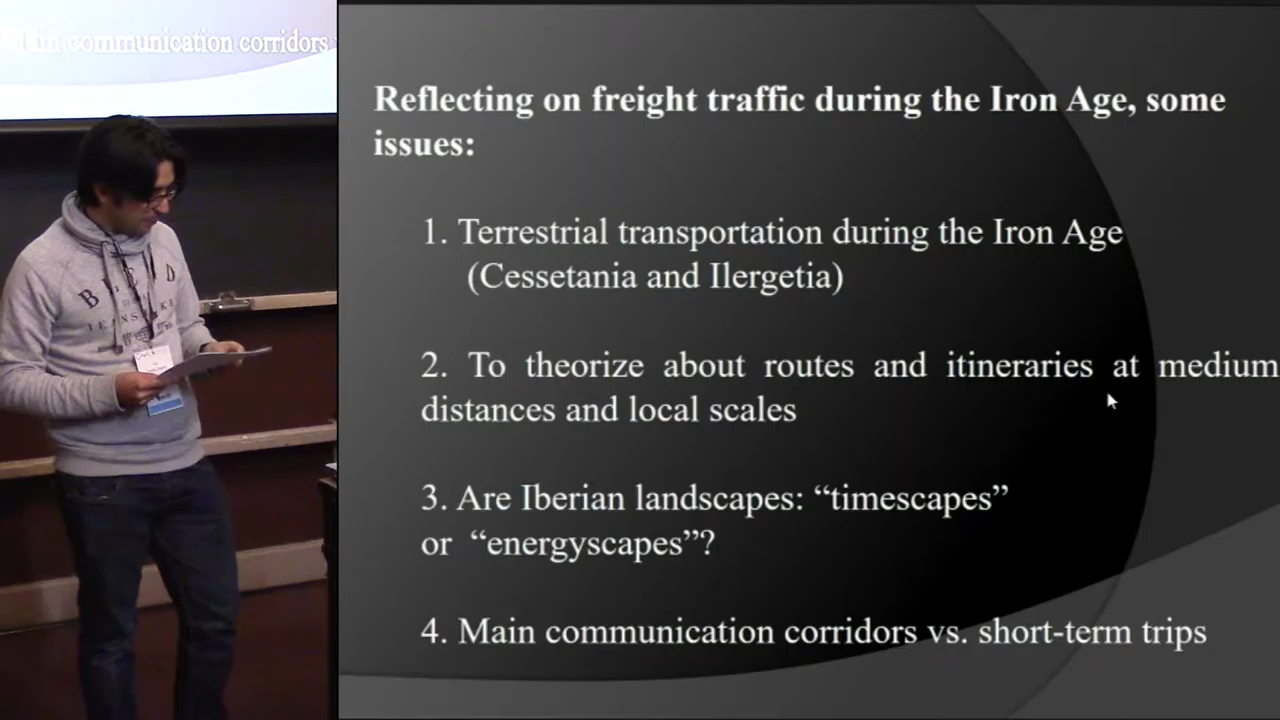 ain communication corridors
Reflecting on freight traffic during the Iron Age, some
issues:
1. Terrestrial transportation during the Iron Age
(Cessetania and Ilergetia)
2. To theorize about routes and itineraries at medium
distances and local scales
3. Are Iberian landscapes: “timescapes”
or “energyscapes”?
4. Main communication corridors vs. short-term trips